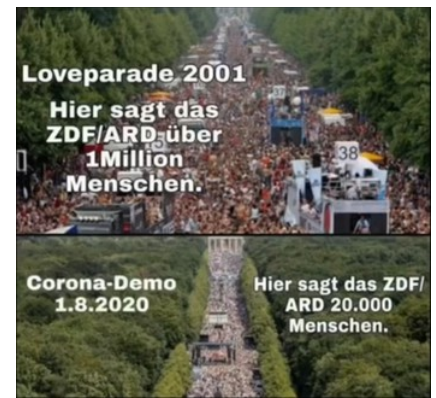 Loveparade 2001
Hier sagt das
ZDF/ARD über
1Million
Menschen.
37
38
Corona-Demo
1.8.2020
Hier sagt das ZDF/
ARD 20.000
Menschen.